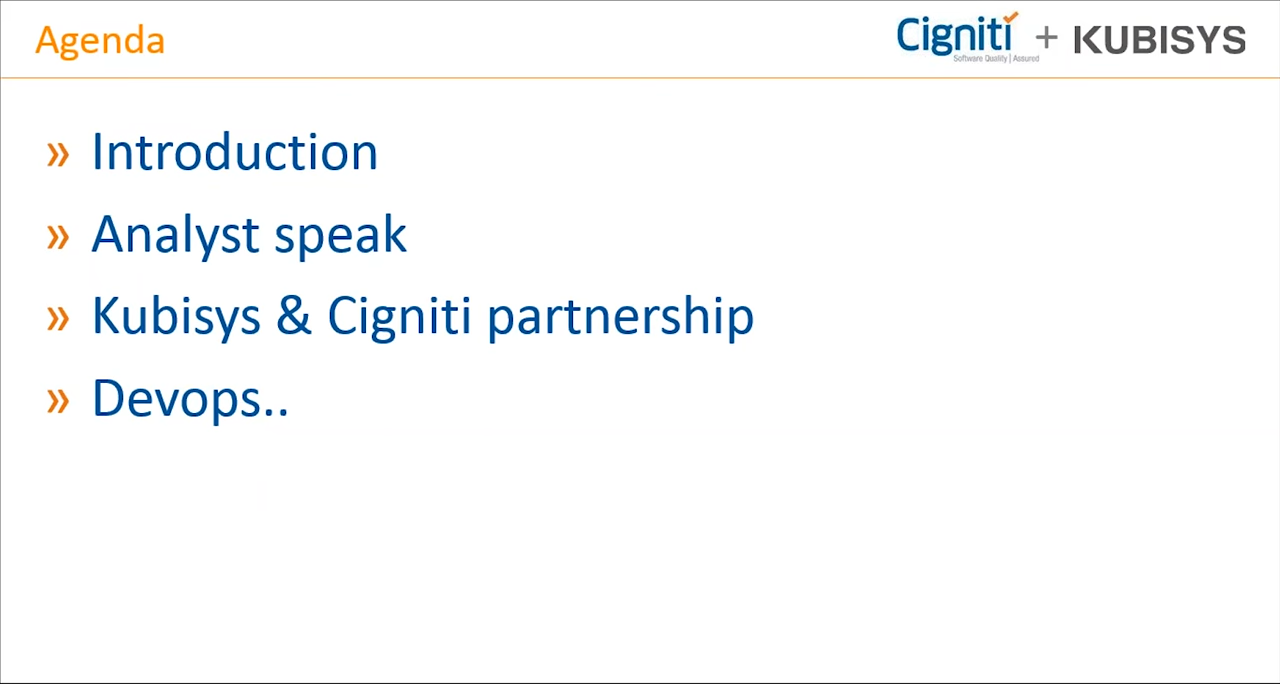 Agenda
Cigniti + KUBISYS
Software Quality | Assured
» Introduction
» Analyst speak
» Kubisys & Cigniti partnership
» Devops..